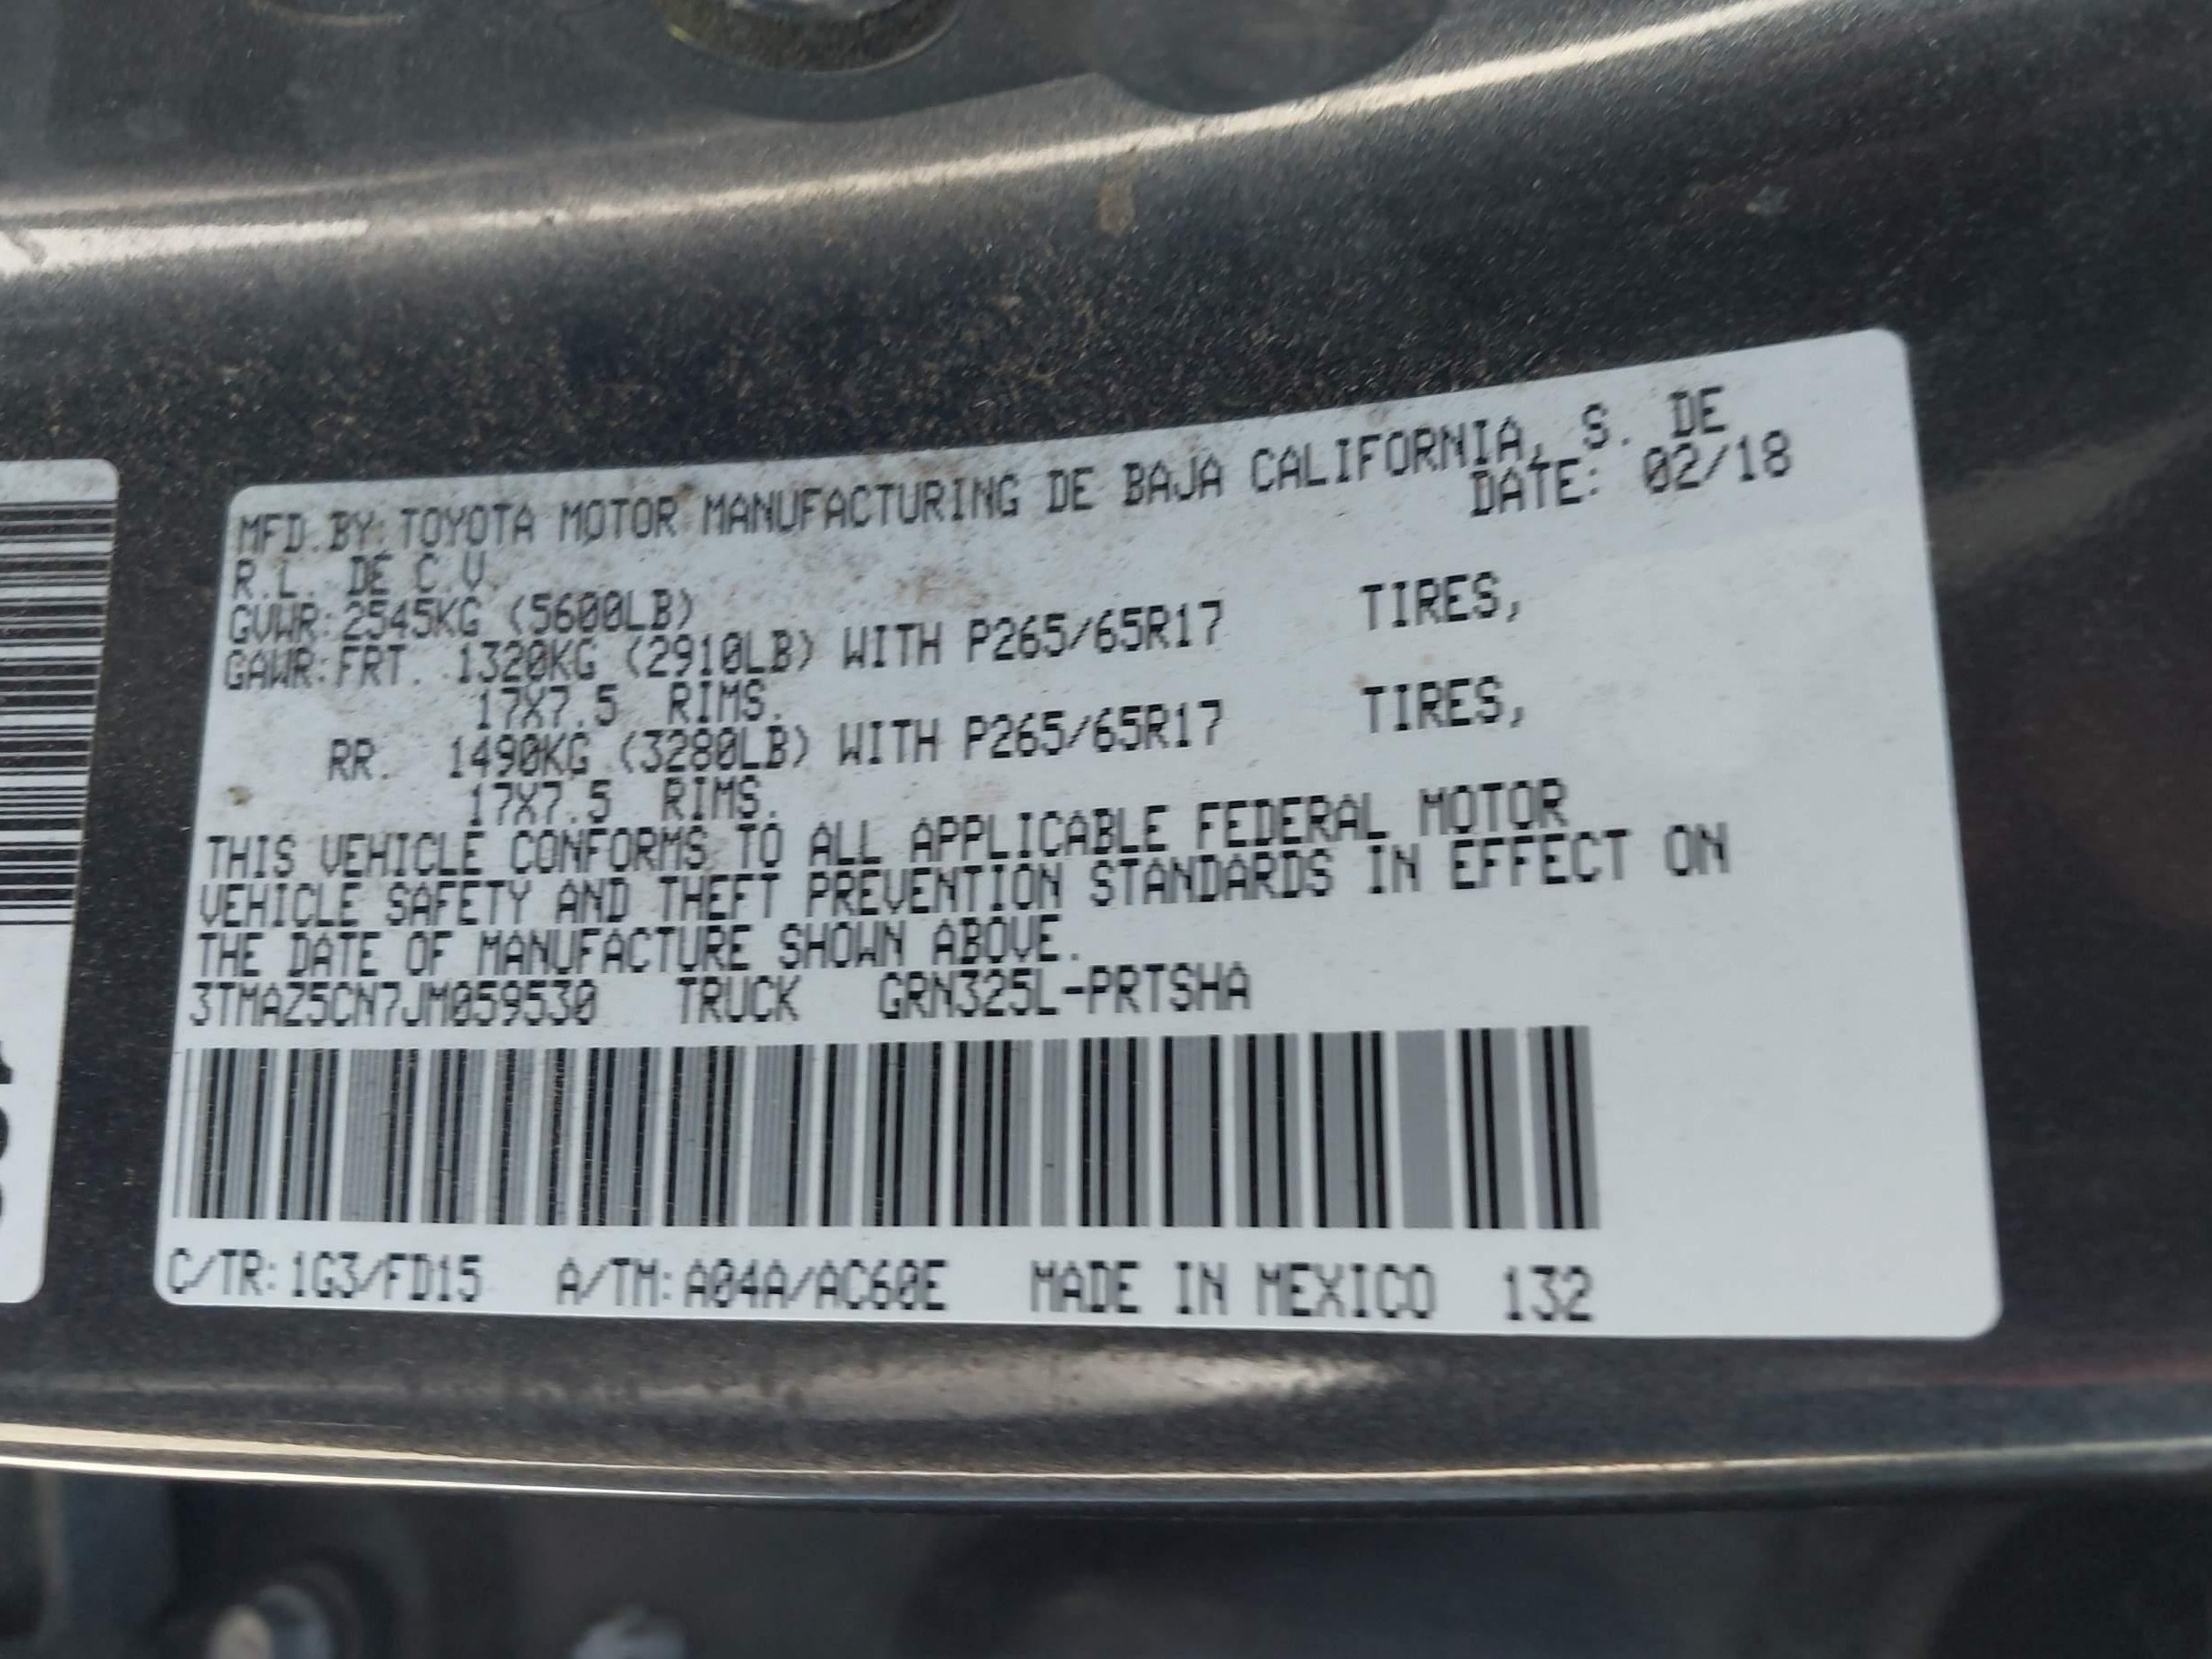 MFD.BY:TOYOTA MOTOR MANUFACTURING DE BAJA CALIFORNIA, S. DE
R.L. DE C.V. DATE: 02/18
GVWR:2545KG (5600LB)
GAWR:FRT. 1320KG (2910LB) WITH P265/65R17 TIRES,
17X7.5 RIMS.
RR. 1490KG (3280LB) WITH P265/65R17 TIRES,
17X7.5 RIMS.
THIS VEHICLE CONFORMS TO ALL APPLICABLE FEDERAL MOTOR
VEHICLE SAFETY AND THEFT PREVENTION STANDARDS IN EFFECT ON
THE DATE OF MANUFACTURE SHOWN ABOVE.
3TMAZ5CN7JM059530 TRUCK GRN325L-PRTSHA
C/TR:1G3/FD15 A/TM:A04A/AC60E MADE IN MEXICO 132